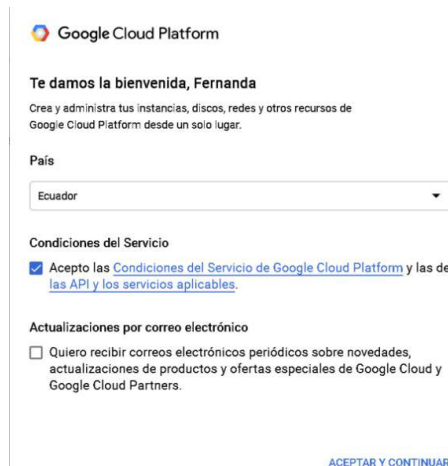 Google Cloud Platform
Te damos la bienvenida, Fernanda
Crea y administra tus instancias, discos, redes y otros recursos de
Google Cloud Platform desde un solo lugar.
País
Ecuador
Condiciones del Servicio
Acepto las Condiciones del Servicio de Google Cloud Platform y las de
las API y los servicios aplicables.
Actualizaciones por correo electrónico
Quiero recibir correos electrónicos periódicos sobre novedades,
actualizaciones de productos y ofertas especiales de Google Cloud y
Google Cloud Partners.
ACEPTAR Y CONTINUAR